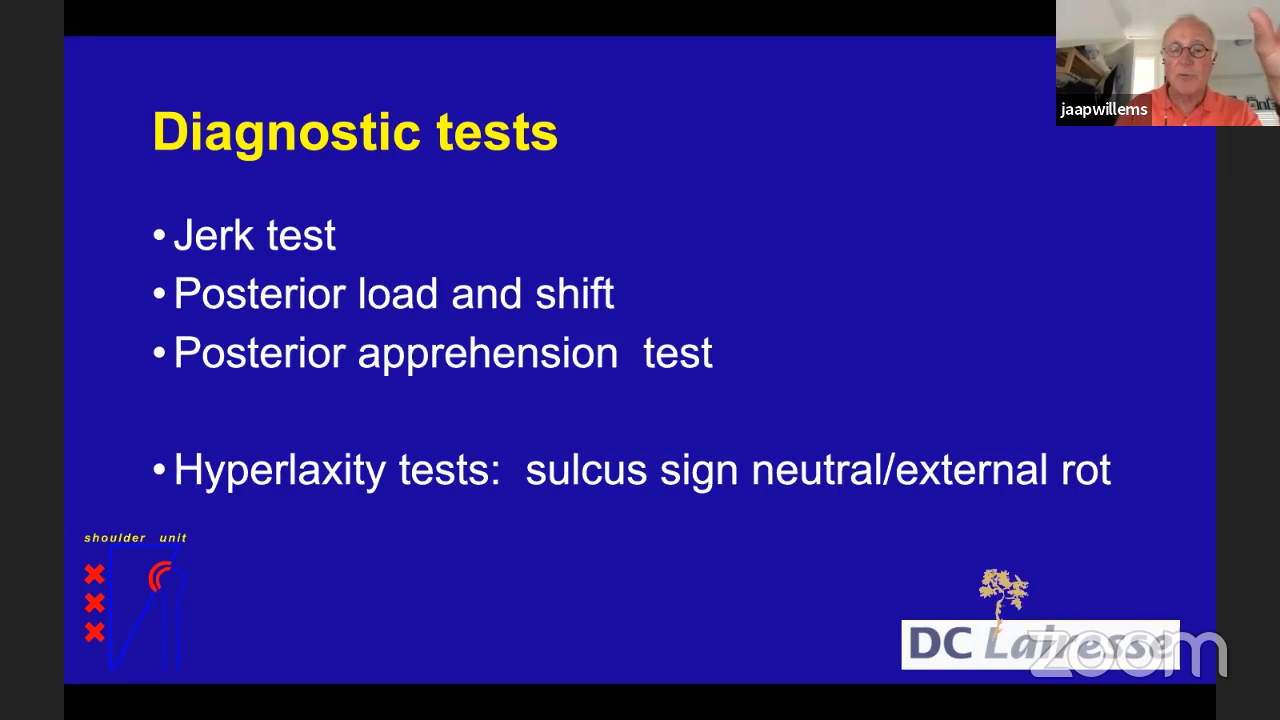 jaapwillems
Diagnostic tests
• Jerk test
• Posterior load and shift
• Posterior apprehension test
• Hyperlaxity tests: sulcus sign neutral/external rot
shoulder unit
DC Lairesse
zoom